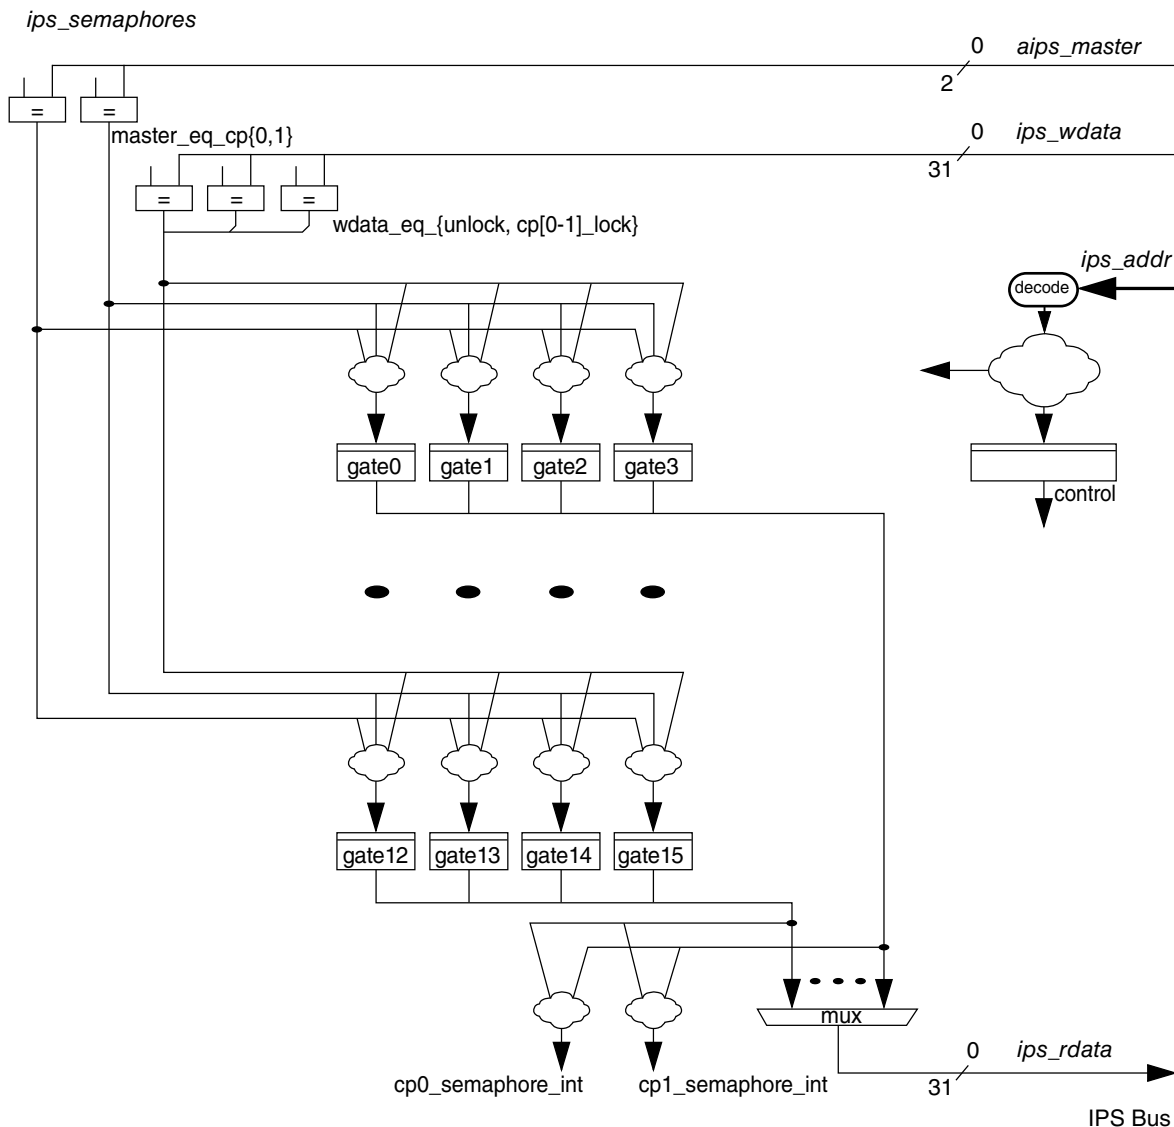 ips_semaphores
0
aips_master
2
= =
master_eq_cp{0,1}
0
ips_wdata
31
= = =
wdata_eq_{unlock, cp[0-1]_lock}
ips_addr
decode
gate0 gate1 gate2 gate3
control
gate12 gate13 gate14 gate15
mux
0
ips_rdata
31
cp0_semaphore_int
cp1_semaphore_int
IPS Bus